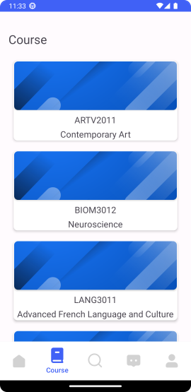 11:33
Course
ARTV2011
Contemporary Art
BIOM3012
Neuroscience
LANG3011
Advanced French Language and Culture
Course